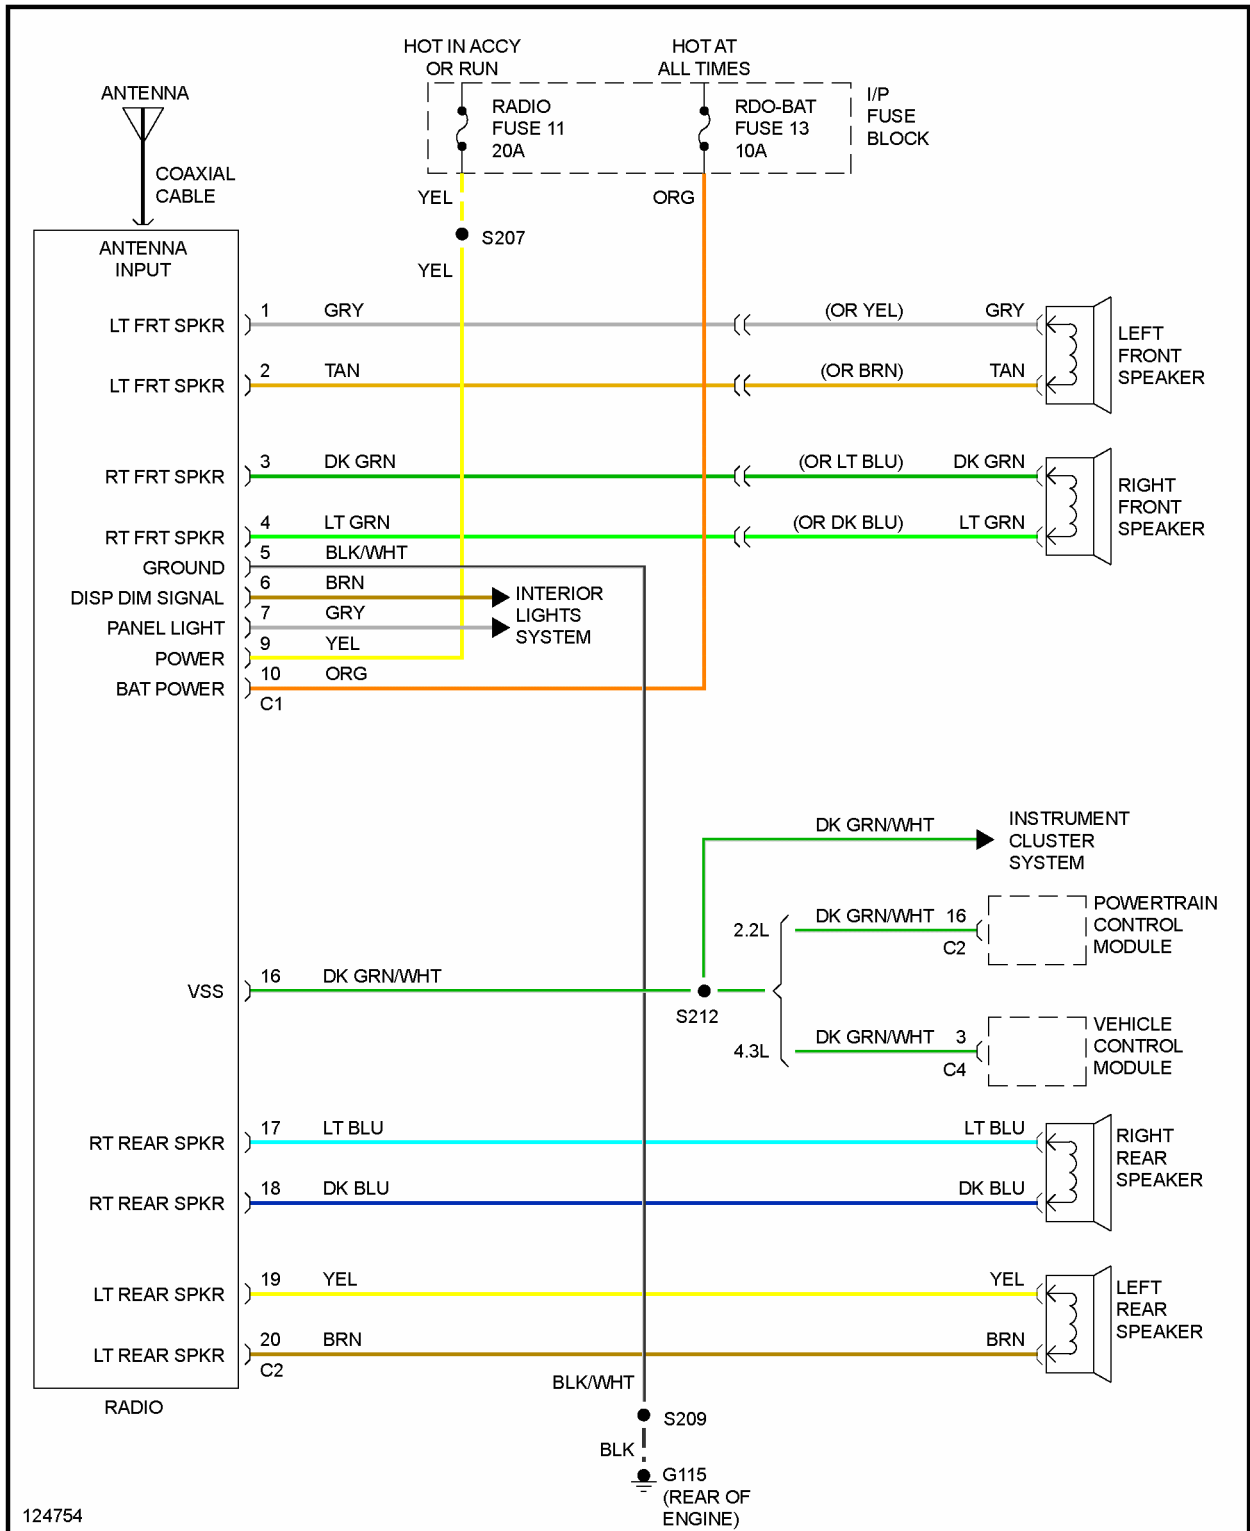 HOT IN ACCY
OR RUN
HOT AT
ALL TIMES
ANTENNA
RADIO
FUSE 11
20A
RDO-BAT
FUSE 13
10A
I/P
FUSE
BLOCK
COAXIAL
CABLE
YEL
ORG
S207
YEL
ANTENNA
INPUT
LT FRT SPKR
1
GRY
(OR YEL)
GRY
LEFT
FRONT
SPEAKER
LT FRT SPKR
2
TAN
(OR BRN)
TAN
RT FRT SPKR
3
DK GRN
(OR LT BLU)
DK GRN
RIGHT
FRONT
SPEAKER
RT FRT SPKR
4
LT GRN
(OR DK BLU)
LT GRN
GROUND
5
BLK/WHT
DISP DIM SIGNAL
6
BRN
INTERIOR
LIGHTS
SYSTEM
PANEL LIGHT
7
GRY
POWER
9
YEL
BAT POWER
10
ORG
C1
DK GRN/WHT
INSTRUMENT
CLUSTER
SYSTEM
2.2L
DK GRN/WHT
16
C2
POWERTRAIN
CONTROL
MODULE
VSS
16
DK GRN/WHT
S212
4.3L
DK GRN/WHT
3
C4
VEHICLE
CONTROL
MODULE
RT REAR SPKR
17
LT BLU
LT BLU
RIGHT
REAR
SPEAKER
RT REAR SPKR
18
DK BLU
DK BLU
LT REAR SPKR
19
YEL
YEL
LEFT
REAR
SPEAKER
LT REAR SPKR
20
BRN
BRN
C2
RADIO
BLK/WHT
S209
BLK
G115
(REAR OF
ENGINE)
124754